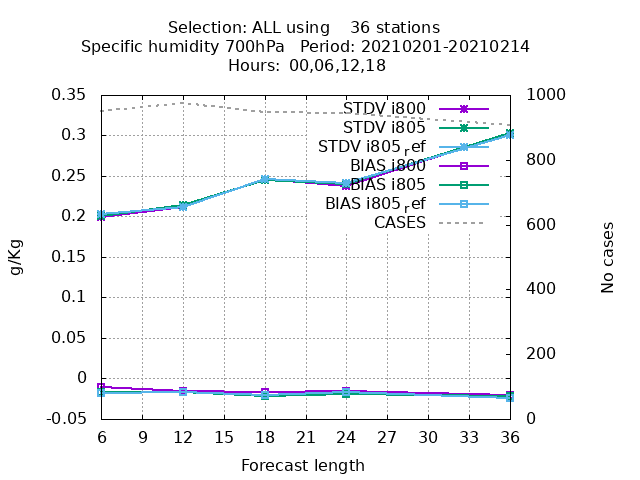 Selection: ALL using 36 stations
Specific humidity 700hPa Period: 20210201-20210214
Hours: 00,06,12,18
0.35
0.3
0.25
0.2
0.15
0.1
0.05
0
-0.05
g/Kg
STDV i800
STDV i805
STDV i805ref
BIAS i800
BIAS i805
BIAS i805ref
CASES
1000
800
600
400
200
0
No cases
6 9 12 15 18 21 24 27 30 33 36
Forecast length